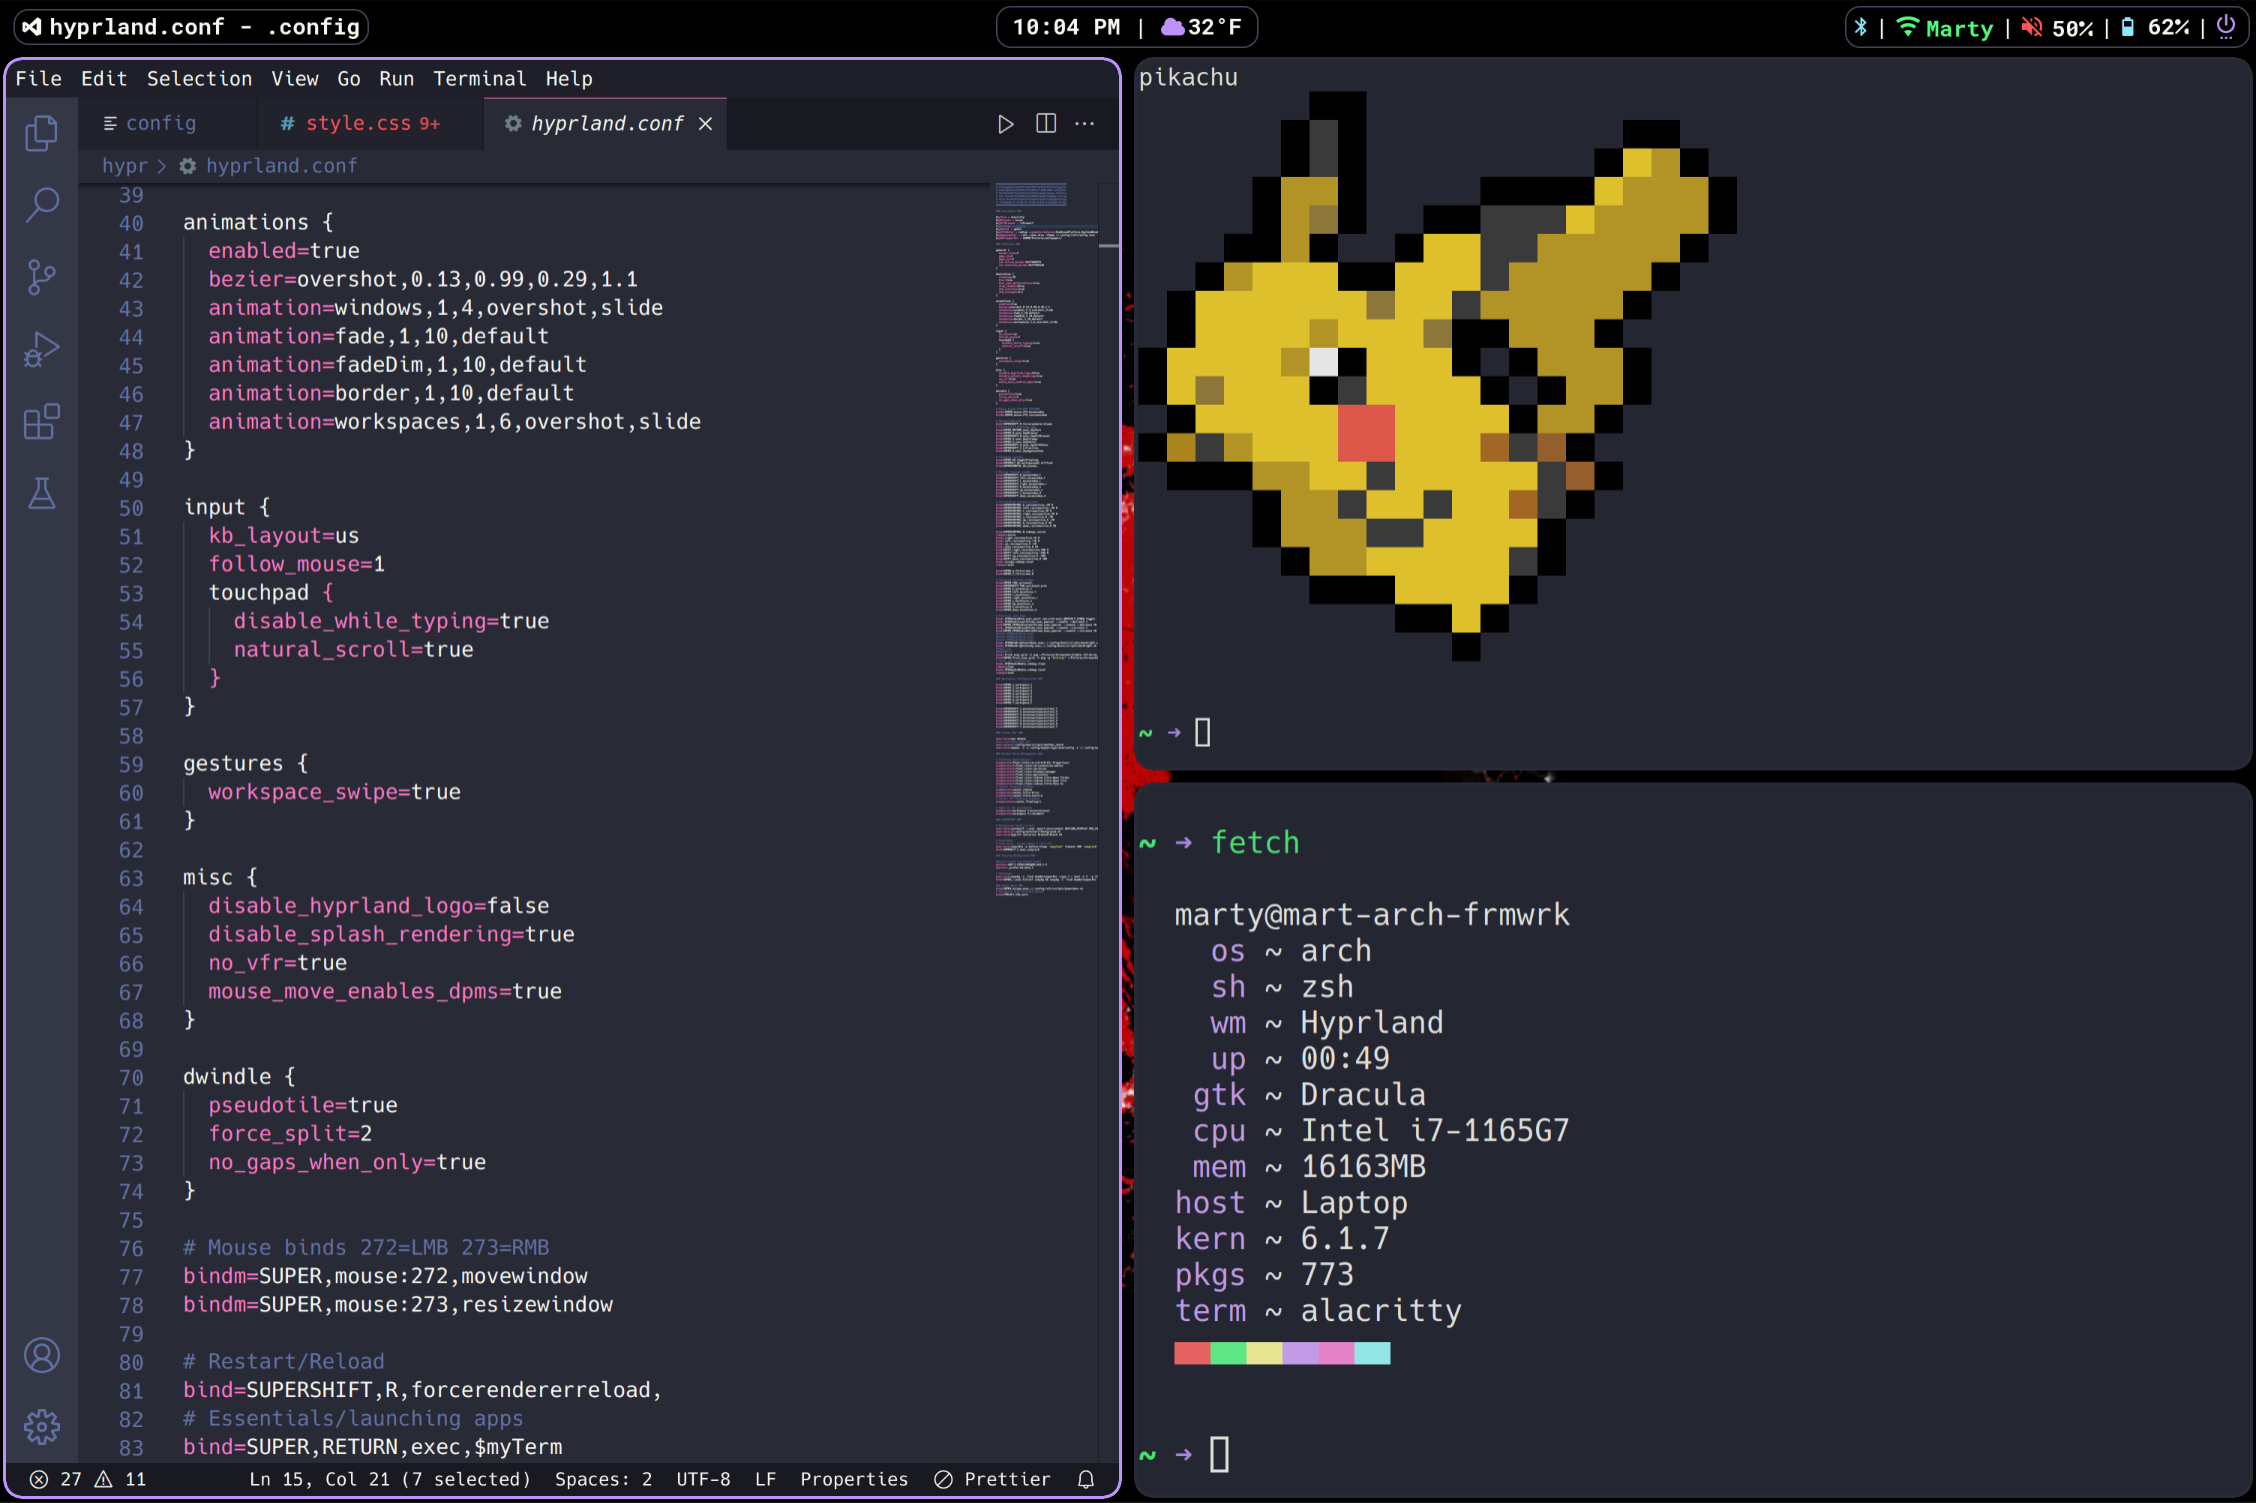 hyprland.conf - .config
10:04 PM | 32°F
| Marty | 50% | 62% |
File Edit Selection View Go Run Terminal Help
config
# style.css 9+
hyprland.conf
hypr > hyprland.conf
39
40 animations {
41 enabled=true
42 bezier=overshot,0.13,0.99,0.29,1.1
43 animation=windows,1,4,overshot,slide
44 animation=fade,1,10,default
45 animation=fadeDim,1,10,default
46 animation=border,1,10,default
47 animation=workspaces,1,6,overshot,slide
48 }
49
50 input {
51 kb_layout=us
52 follow_mouse=1
53 touchpad {
54 disable_while_typing=true
55 natural_scroll=true
56 }
57 }
58
59 gestures {
60 workspace_swipe=true
61 }
62
63 misc {
64 disable_hyprland_logo=false
65 disable_splash_rendering=true
66 no_vfr=true
67 mouse_move_enables_dpms=true
68 }
69
70 dwindle {
71 pseudotile=true
72 force_split=2
73 no_gaps_when_only=true
74 }
75
76 # Mouse binds 272=LMB 273=RMB
77 bindm=SUPER,mouse:272,movewindow
78 bindm=SUPER,mouse:273,resizewindow
79
80 # Restart/Reload
81 bind=SUPERSHIFT,R,forcerendererreload,
82 # Essentials/launching apps
83 bind=SUPER,RETURN,exec,$myTerm
27 11 Ln 15, Col 21 (7 selected) Spaces: 2 UTF-8 LF Properties Prettier
pikachu
~ →
~ → fetch
marty@mart-arch-frmwrk
os ~ arch
sh ~ zsh
wm ~ Hyprland
up ~ 00:49
gtk ~ Dracula
cpu ~ Intel i7-1165G7
mem ~ 16163MB
host ~ Laptop
kern ~ 6.1.7
pkgs ~ 773
term ~ alacritty
~ →